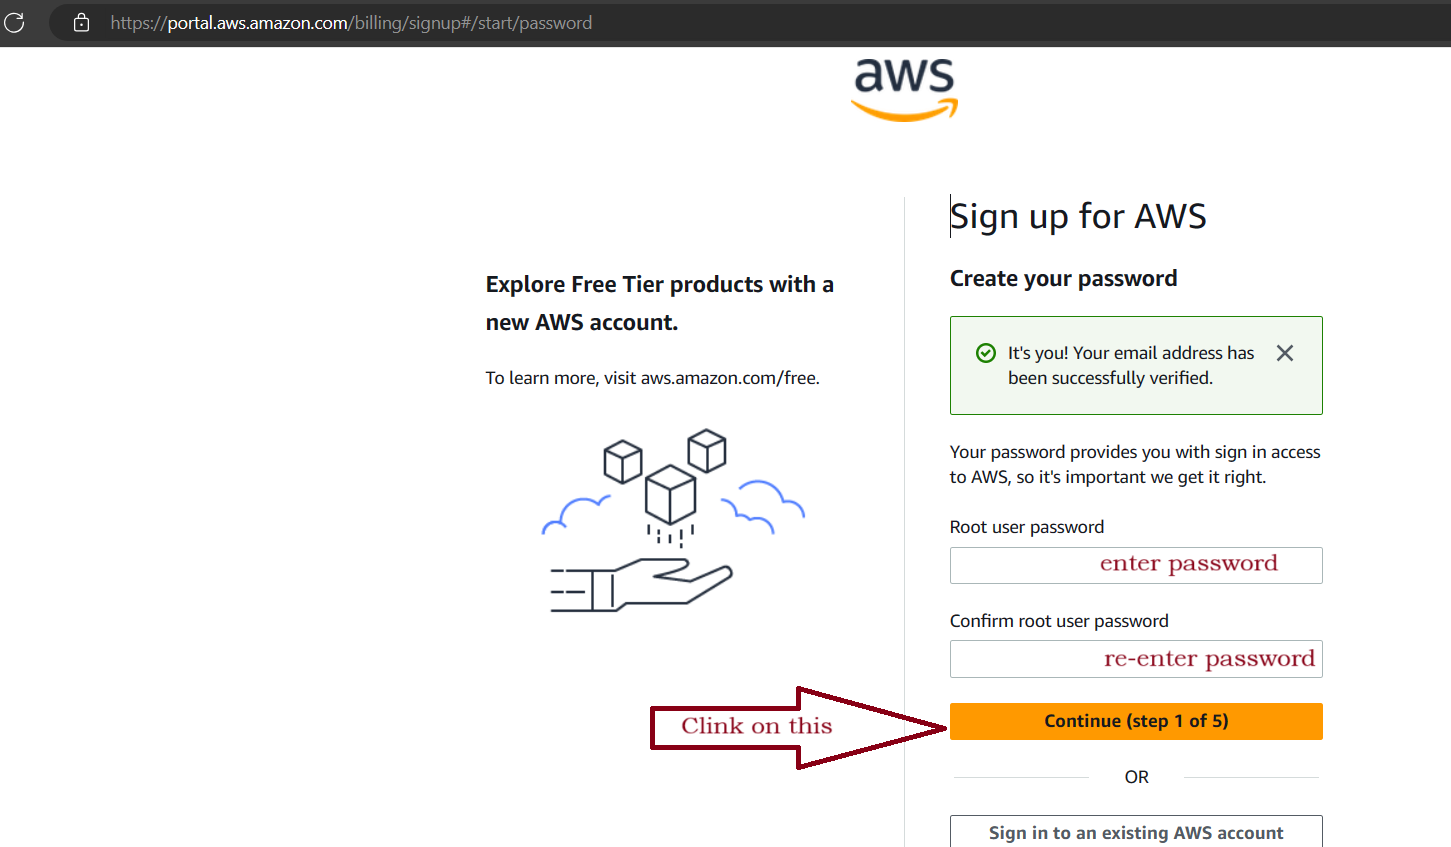 https://portal.aws.amazon.com/billing/signup#/start/password
aws
Explore Free Tier products with a
new AWS account.
To learn more, visit aws.amazon.com/free.
Sign up for AWS
Create your password
It's you! Your email address has
been successfully verified.
Your password provides you with sign in access
to AWS, so it's important we get it right.
Root user password
enter password
Confirm root user password
re-enter password
Clink on this
Continue (step 1 of 5)
OR
Sign in to an existing AWS account